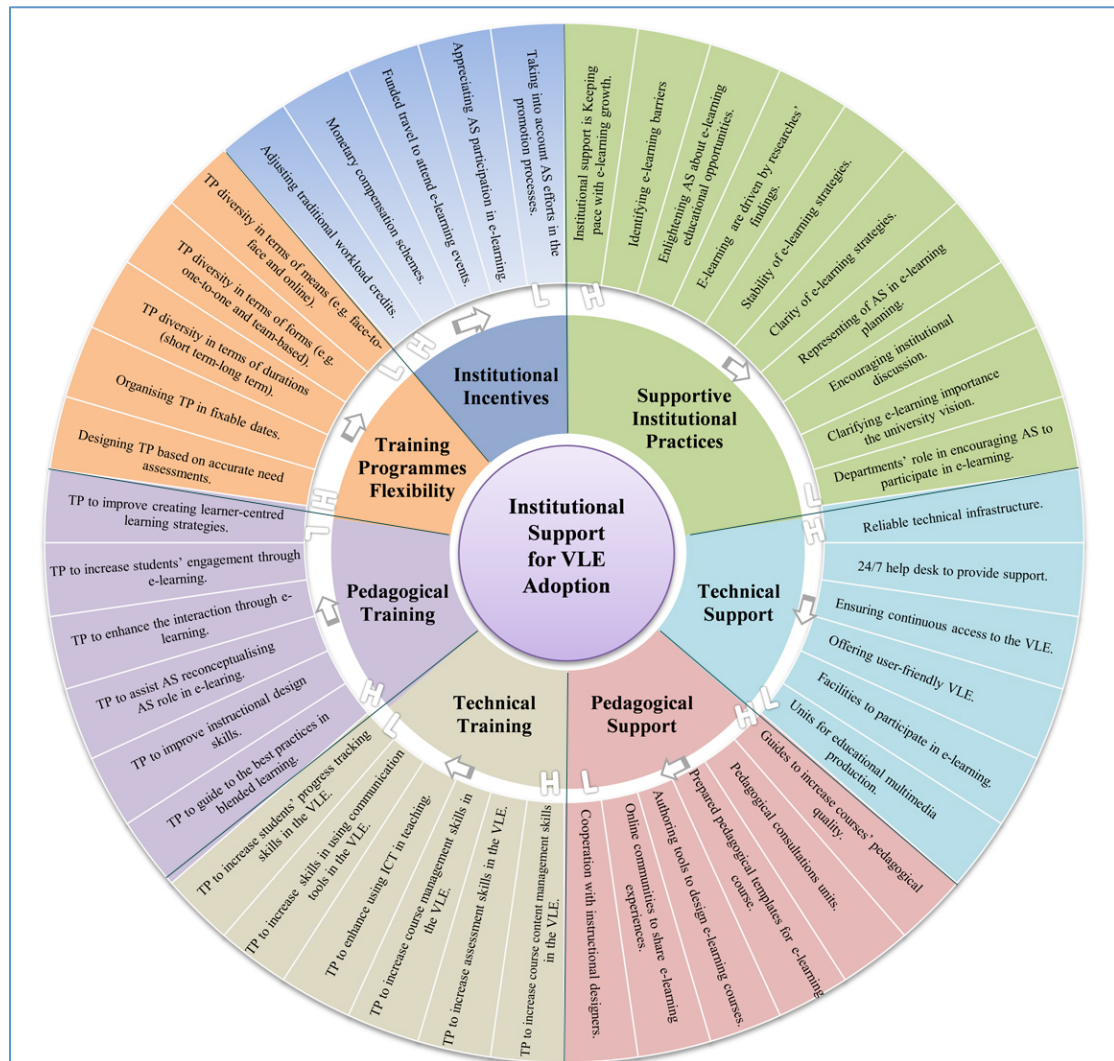 Institutional
Support
for VLE
Adoption
Supportive
Institutional
Practices
H
Institutional support is Keeping
pace with e-learning growth.
Identifying e-learning barriers
Enlightening AS about e-learning
educational opportunities.
E-learning are driven by researches'
findings.
Stability of e-learning strategies.
Clarity of e-learning strategies.
Representing of AS in e-learning
planning.
Encouraging institutional
discussion.
Clarifying e-learning importance
the university vision.
Departments' role in encouraging AS to
participate in e-learning.
L
Technical
Support
H
Reliable technical infrastructure.
24/7 help desk to provide support.
Ensuring continuous access to the VLE.
Offering user-friendly VLE.
Facilities to participate in e-learning.
Units for educational multimedia
production.
L
Pedagogical
Support
H
Guides to increase courses' pedagogical
quality.
Pedagogical consultations units.
Prepared pedagogical templates for e-learning
course.
Authoring tools to design e-learning courses.
Online communities to share e-learning
experiences.
Cooperation with instructional designers.
L
Technical
Training
H
TP to increase course content management skills
in the VLE.
TP to increase assessment skills in the VLE.
TP to increase course management skills in
the VLE.
TP to enhance using ICT in teaching.
TP to increase skills in using communication
tools in the VLE.
TP to increase students' progress tracking
skills in the VLE.
L
Pedagogical
Training
H
TP to guide to the best practices in
blended learning.
TP to improve instructional design
skills.
TP to assist AS reconceptualising
AS role in e-learing.
TP to enhance the interaction through e-
learning.
TP to increase students' engagement through
e-learning.
TP to improve creating learner-centred
learning strategies.
L
Training
Programmes
Flexibility
H
Designing TP based on accurate need
assessments.
Organising TP in fixable dates.
TP diversity in terms of durations
(short term-long term).
TP diversity in terms of forms (e.g.
one-to-one and team-based).
TP diversity in terms of means (e.g. face-to-
face and online).
L
Institutional
Incentives
H
Adjusting traditional workload credits.
Monetary compensation schemes.
Funded travel to attend e-learning events.
Appreciating AS participation in e-learning.
Taking into account AS efforts in the
promotion processes.
L